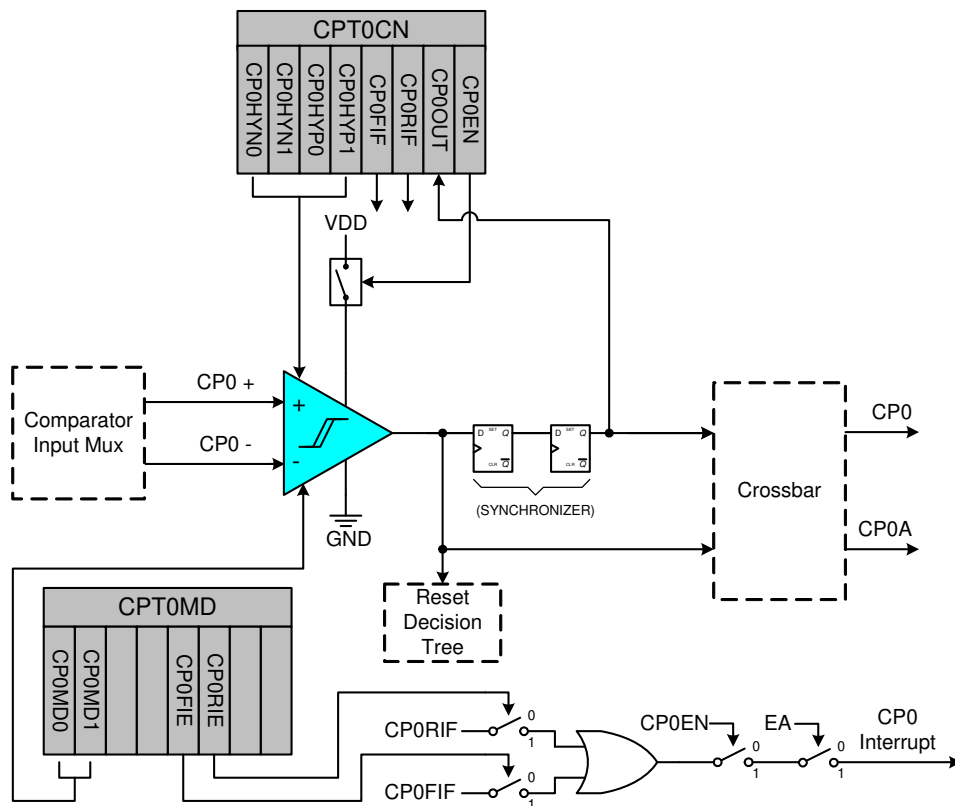 CPT0CN
CP0HYN0
CP0HYN1
CP0HYP0
CP0HYP1
CP0FIF
CP0RIF
CP0OUT
CP0EN
VDD
Comparator
Input Mux
CP0 +
CP0 -
+
-
GND
D SET Q
CLR Q
D SET Q
CLR Q
(SYNCHRONIZER)
Crossbar
CP0
CP0A
Reset
Decision
Tree
CPT0MD
CP0MD0
CP0MD1
CP0FIE
CP0RIE
CP0RIF
0
1
CP0FIF
0
1
CP0EN
0
1
EA
0
1
CP0
Interrupt